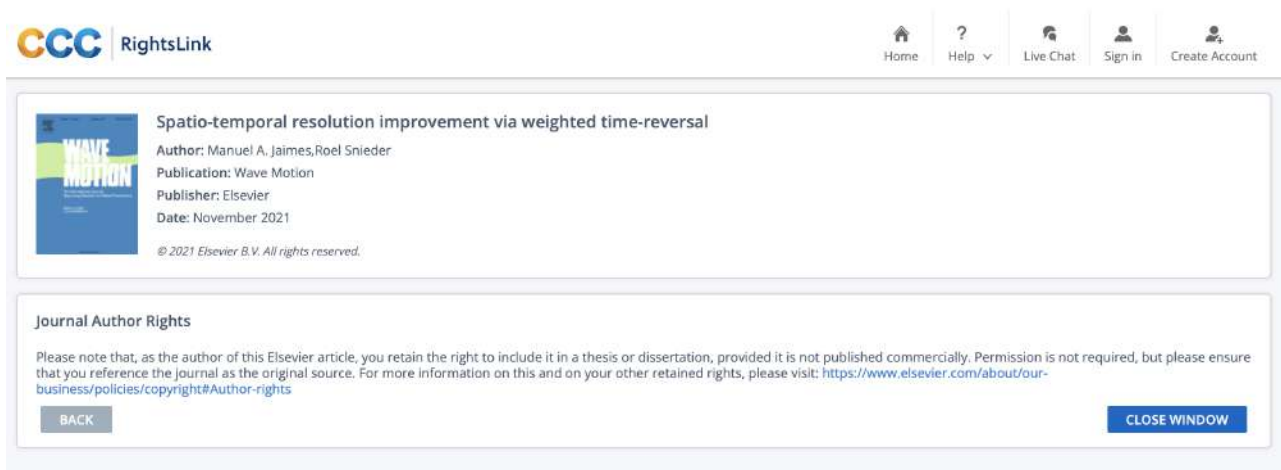 CCC RightsLink
Home
?
Help
Live Chat
Sign in
Create Account
WAVE
MOTION
Spatio-temporal resolution improvement via weighted time-reversal
Author: Manuel A. Jaimes,Roel Snieder
Publication: Wave Motion
Publisher: Elsevier
Date: November 2021
© 2021 Elsevier B.V. All rights reserved.
Journal Author Rights
Please note that, as the author of this Elsevier article, you retain the right to include it in a thesis or dissertation, provided it is not published commercially. Permission is not required, but please ensure
that you reference the journal as the original source. For more information on this and on your other retained rights, please visit: https://www.elsevier.com/about/our-
business/policies/copyright#Author-rights
BACK
CLOSE WINDOW